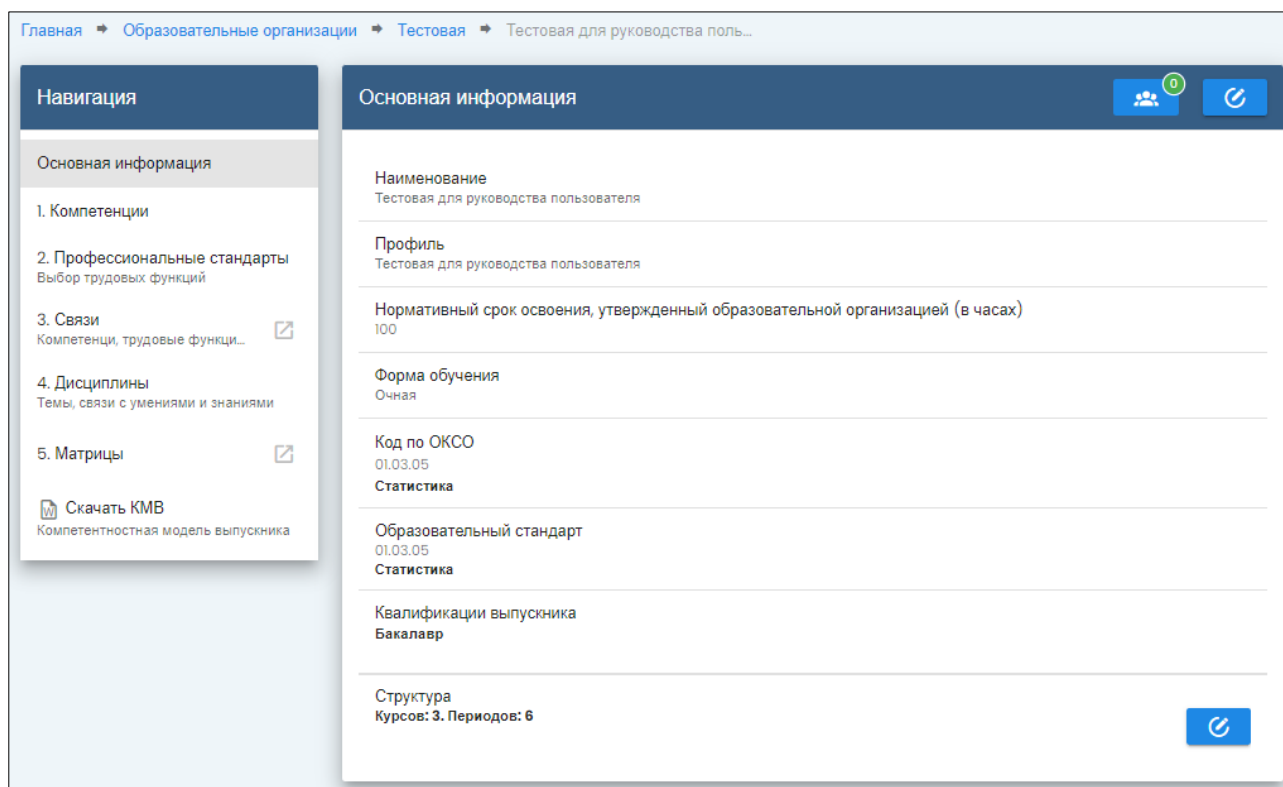 Главная Образовательные организации Тестовая Тестовая для руководства поль...
Навигация
Основная информация
1. Компетенции
2. Профессиональные стандарты
Выбор трудовых функций
3. Связи
Компетенци, трудовые функци...
4. Дисциплины
Темы, связи с умениями и знаниями
5. Матрицы
W Скачать КМВ
Компетентностная модель выпускника
Основная информация
0
Наименование
Тестовая для руководства пользователя
Профиль
Тестовая для руководства пользователя
Нормативный срок освоения, утвержденный образовательной организацией (в часах)
100
Форма обучения
Очная
Код по ОКСО
01.03.05
Статистика
Образовательный стандарт
01.03.05
Статистика
Квалификации выпускника
Бакалавр
Структура
Курсов: 3. Периодов: 6